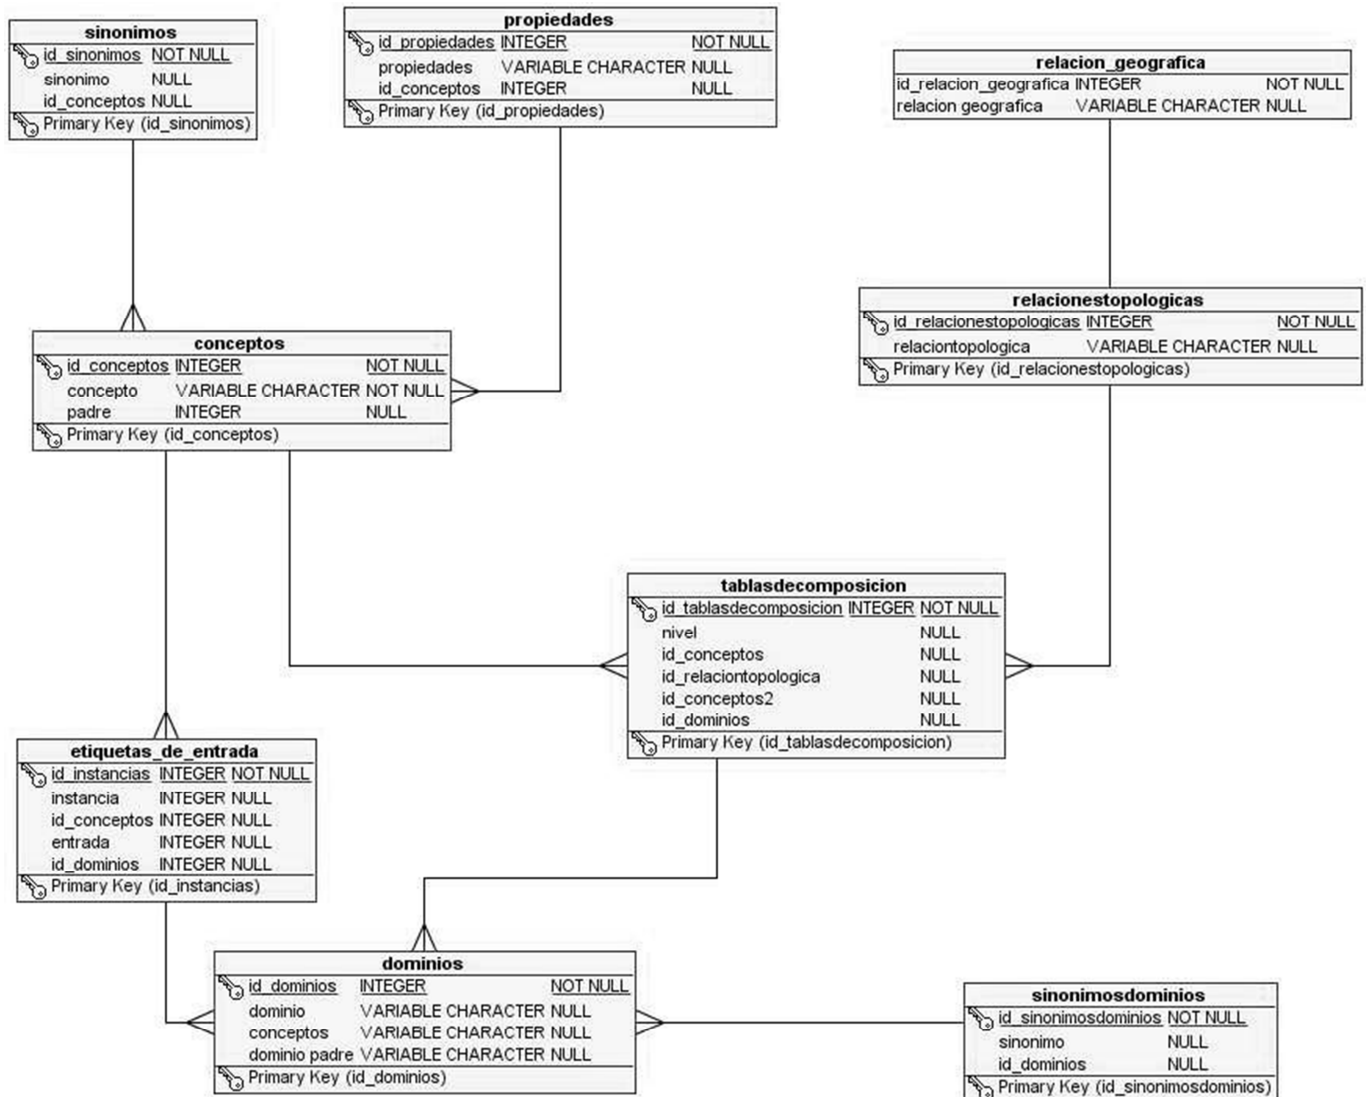 sinonimos
id_sinonimos NOT NULL
sinonimo NULL
id_conceptos NULL
Primary Key (id_sinonimos)
propiedades
id_propiedades INTEGER NOT NULL
propiedades VARIABLE CHARACTER NULL
id_conceptos INTEGER NULL
Primary Key (id_propiedades)
relacion_geografica
id_relacion_geografica INTEGER NOT NULL
relacion geografica VARIABLE CHARACTER NULL
relacionestopologicas
id_relacionestopologicas INTEGER NOT NULL
relaciontopologica VARIABLE CHARACTER NULL
Primary Key (id_relacionestopologicas)
conceptos
id_conceptos INTEGER NOT NULL
concepto VARIABLE CHARACTER NOT NULL
padre INTEGER NULL
Primary Key (id_conceptos)
tablasdecomposicion
id_tablasdecomposicion INTEGER NOT NULL
nivel NULL
id_conceptos NULL
id_relaciontopologica NULL
id_conceptos2 NULL
id_dominios NULL
Primary Key (id_tablasdecomposicion)
etiquetas_de_entrada
id_instancias INTEGER NOT NULL
instancia INTEGER NULL
id_conceptos INTEGER NULL
entrada INTEGER NULL
id_dominios INTEGER NULL
Primary Key (id_instancias)
dominios
id_dominios INTEGER NOT NULL
dominio VARIABLE CHARACTER NULL
conceptos VARIABLE CHARACTER NULL
dominio padre VARIABLE CHARACTER NULL
Primary Key (id_dominios)
sinonimosdominios
id_sinonimosdominios NOT NULL
sinonimo NULL
id_dominios NULL
Primary Key (id_sinonimosdominios)